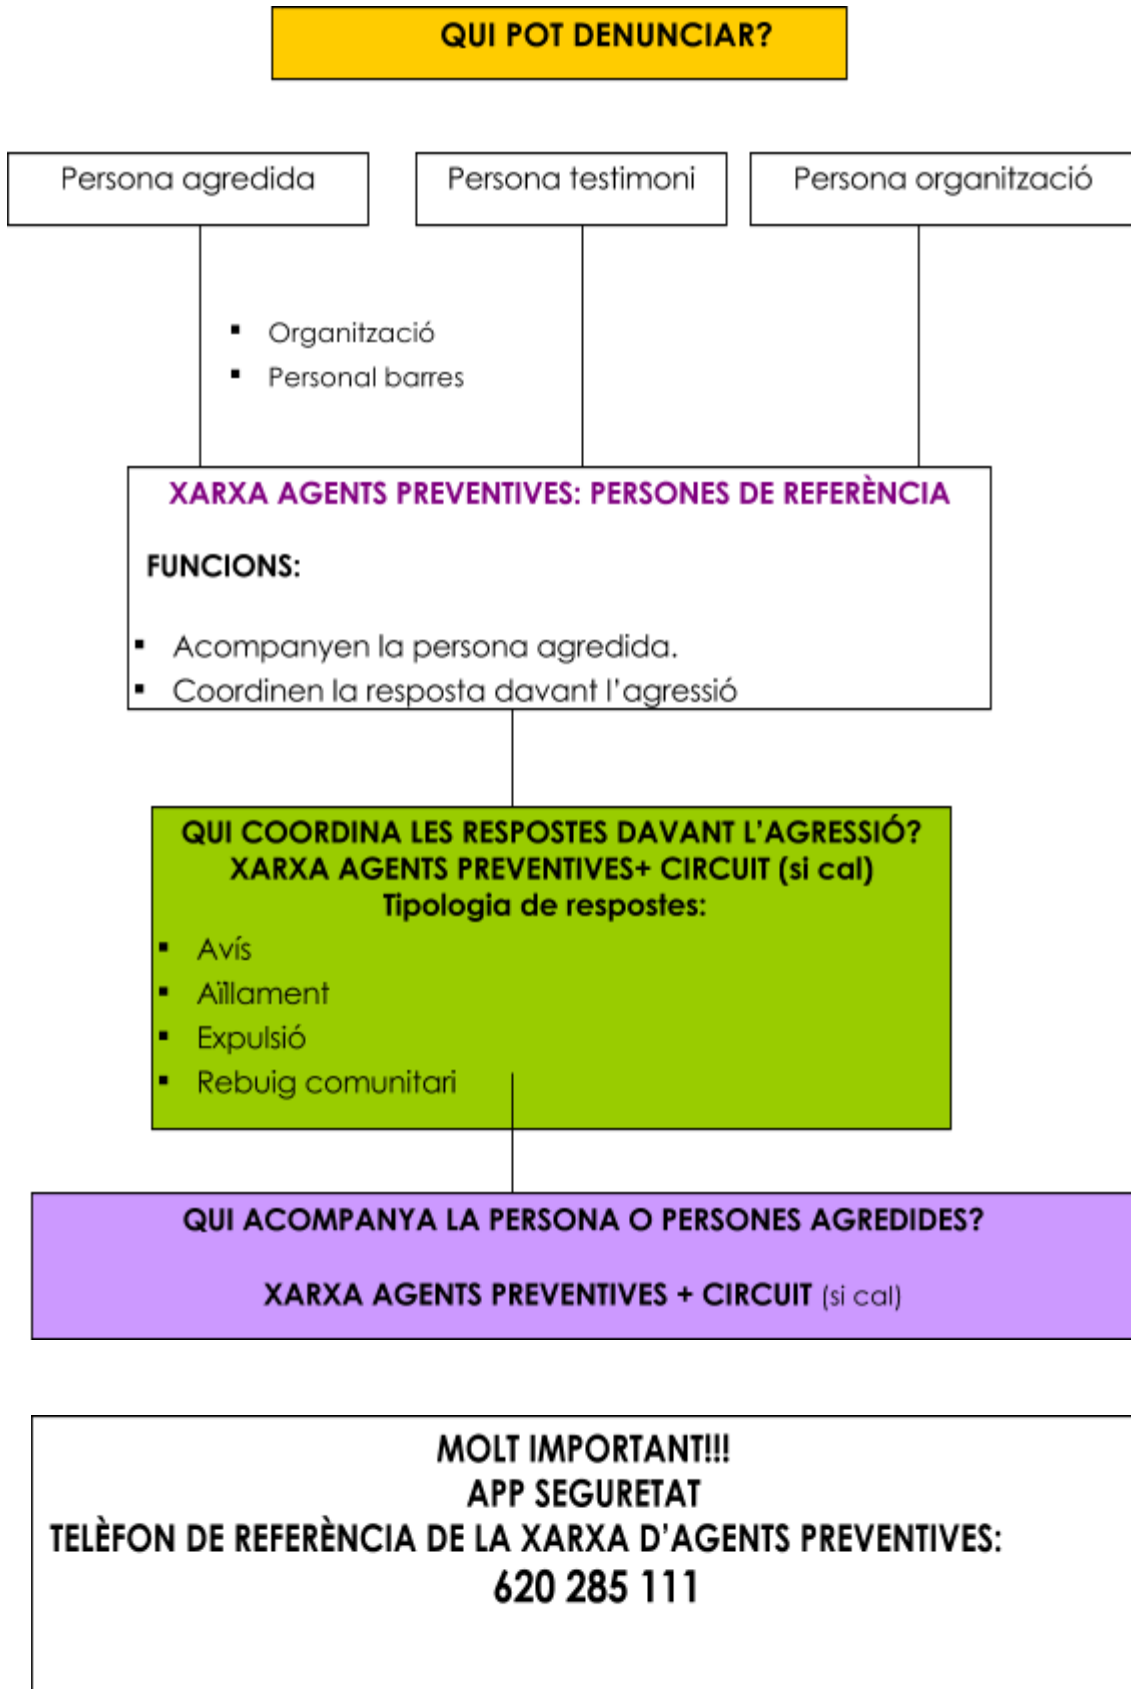 QUI POT DENUNCIAR?
Persona agredida
Persona testimoni
Persona organització
▪ Organització
▪ Personal barres
XARXA AGENTS PREVENTIVES: PERSONES DE REFERÈNCIA
FUNCIONS:
▪ Acompanyen la persona agredida.
▪ Coordinen la resposta davant l’agressió
QUI COORDINA LES RESPOSTES DAVANT L’AGRESSIÓ?
XARXA AGENTS PREVENTIVES+ CIRCUIT (si cal)
Tipologia de respostes:
▪ Avís
▪ Aïllament
▪ Expulsió
▪ Rebuig comunitari
QUI ACOMPANYA LA PERSONA O PERSONES AGREDIDES?
XARXA AGENTS PREVENTIVES + CIRCUIT (si cal)
MOLT IMPORTANT!!!
APP SEGURETAT
TELÈFON DE REFERÈNCIA DE LA XARXA D’AGENTS PREVENTIVES:
620 285 111